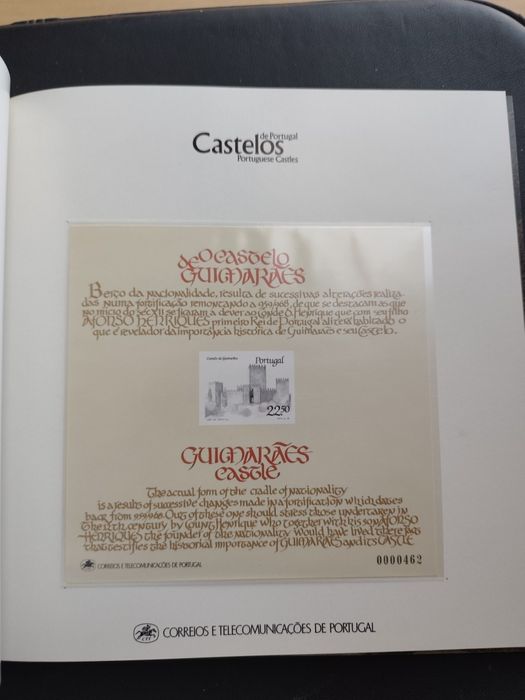 Castelos
de Portugal
Portuguese Castles
O CASTELO
DE GUIMARÃES
Berço da nacionalidade, resulta de sucessivas alterações realiza-
das numa fortificação remontando a 959/968, de que se destacam as que
no início do séc. XII se ficaram a dever ao Conde D. Henrique que com seu filho
AFONSO HENRIQUES primeiro Rei de Portugal ali terá habitado o
que é revelador da importância histórica de Guimarães e seu Castelo.
Castelo de Guimarães
Portugal
22.50
GUIMARÃES
CASTLE
The actual form of the cradle of nationality
is a results of sucessive changes made in a fortification which dates
back from 959/968. Out of these one should stress those undertaken in
the 12th century by Count Henrique who together with his son AFONSO
HENRIQUES the founder of the nationality would have lived there facts
that testifies the historical importance of GUIMARÃES and its CASTLE
CTT
CORREIOS E TELECOMUNICAÇÕES DE PORTUGAL
0000462
CTT
CORREIOS E TELECOMUNICAÇÕES DE PORTUGAL